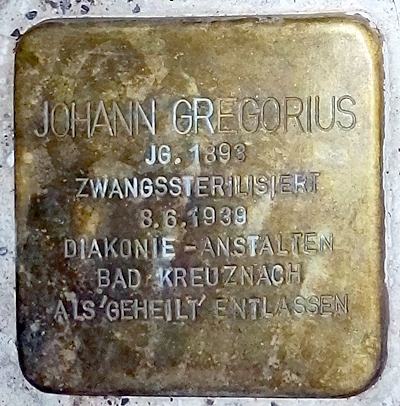 JOHANN GREGORIUS
JG. 1893
ZWANGSSTERILISIERT
8.6.1939
DIAKONIE-ANSTALTEN
BAD KREUZNACH
ALS 'GEHEILT' ENTLASSEN